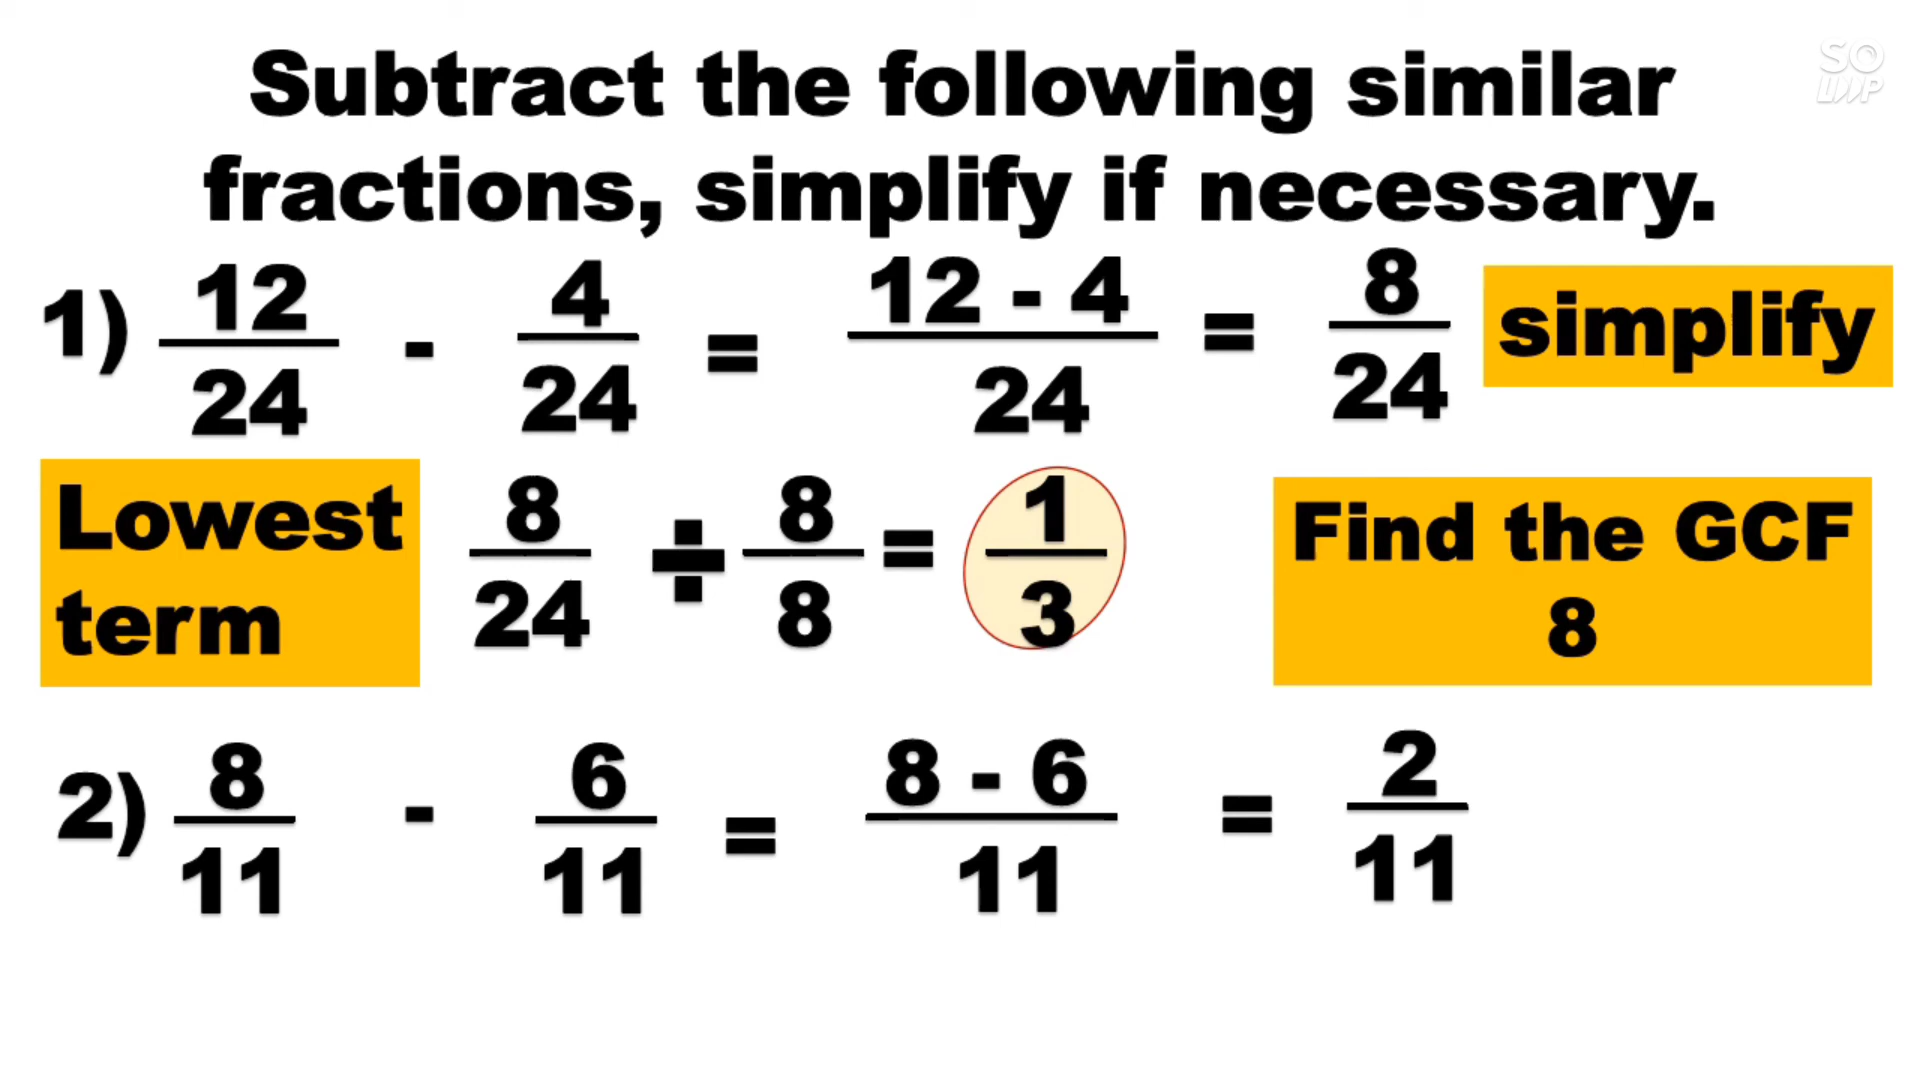 SO
LMP
Subtract the following similar
fractions, simplify if necessary.
1) 12/24 - 4/24 = 12 - 4/24 = 8/24 simplify
Lowest term 8/24 ÷ 8/8 = 1/3 Find the GCF 8
2) 8/11 - 6/11 = 8 - 6/11 = 2/11